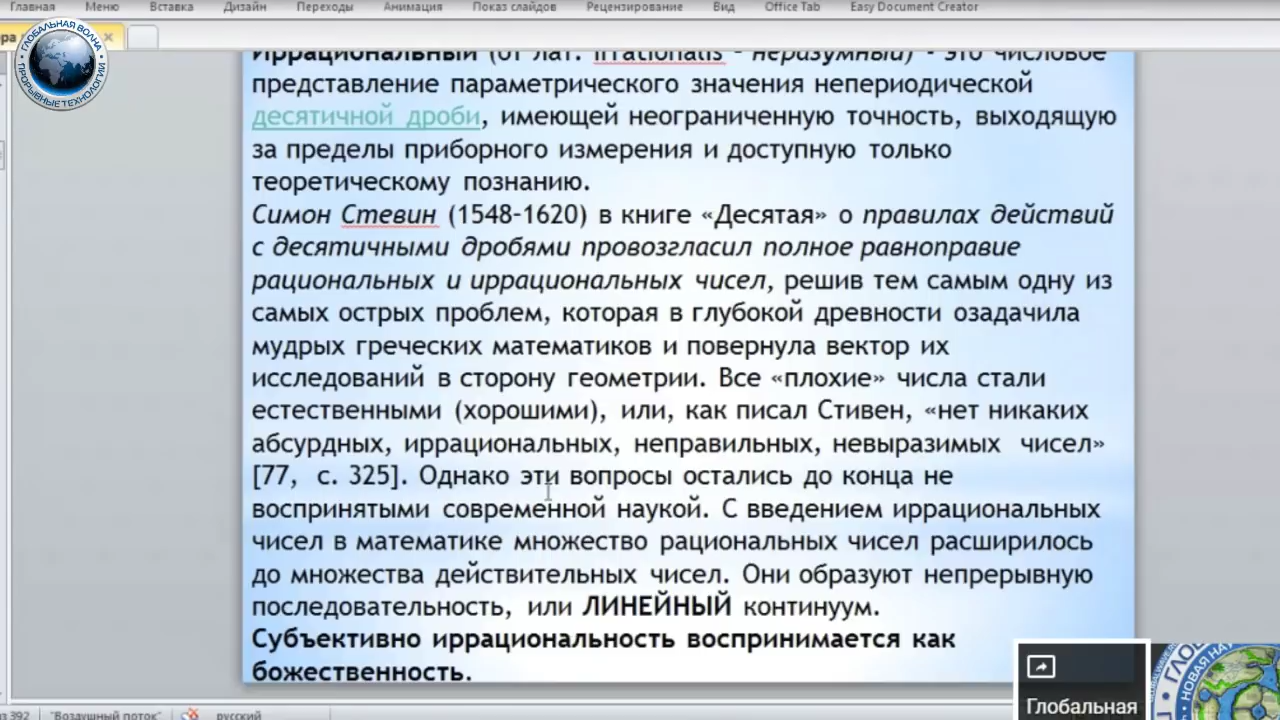 Главная Меню Вставка Дизайн Переходы Анимация Показ слайдов Рецензирование Вид Office Tab Easy Document Creator
ГЛОБАЛЬНАЯ ВОЛНА
ПРОРЫВНЫЕ ТЕХНОЛОГИИ
Иррациональный (от лат. irrationalis - неразумный) - это числовое
представление параметрического значения непериодической
десятичной дроби, имеющей неограниченную точность, выходящую
за пределы приборного измерения и доступную только
теоретическому познанию.
Симон Стевин (1548-1620) в книге «Десятая» о правилах действий
с десятичными дробями провозгласил полное равноправие
рациональных и иррациональных чисел, решив тем самым одну из
самых острых проблем, которая в глубокой древности озадачила
мудрых греческих математиков и повернула вектор их
исследований в сторону геометрии. Все «плохие» числа стали
естественными (хорошими), или, как писал Стивен, «нет никаких
абсурдных, иррациональных, неправильных, невыразимых чисел»
[77, с. 325]. Однако эти вопросы остались до конца не
воспринятыми современной наукой. С введением иррациональных
чисел в математике множество рациональных чисел расширилось
до множества действительных чисел. Они образуют непрерывную
последовательность, или ЛИНЕЙНЫЙ континуум.
Субъективно иррациональность воспринимается как
божественность.
Глобальная
из 392 "Воздушный поток" русский